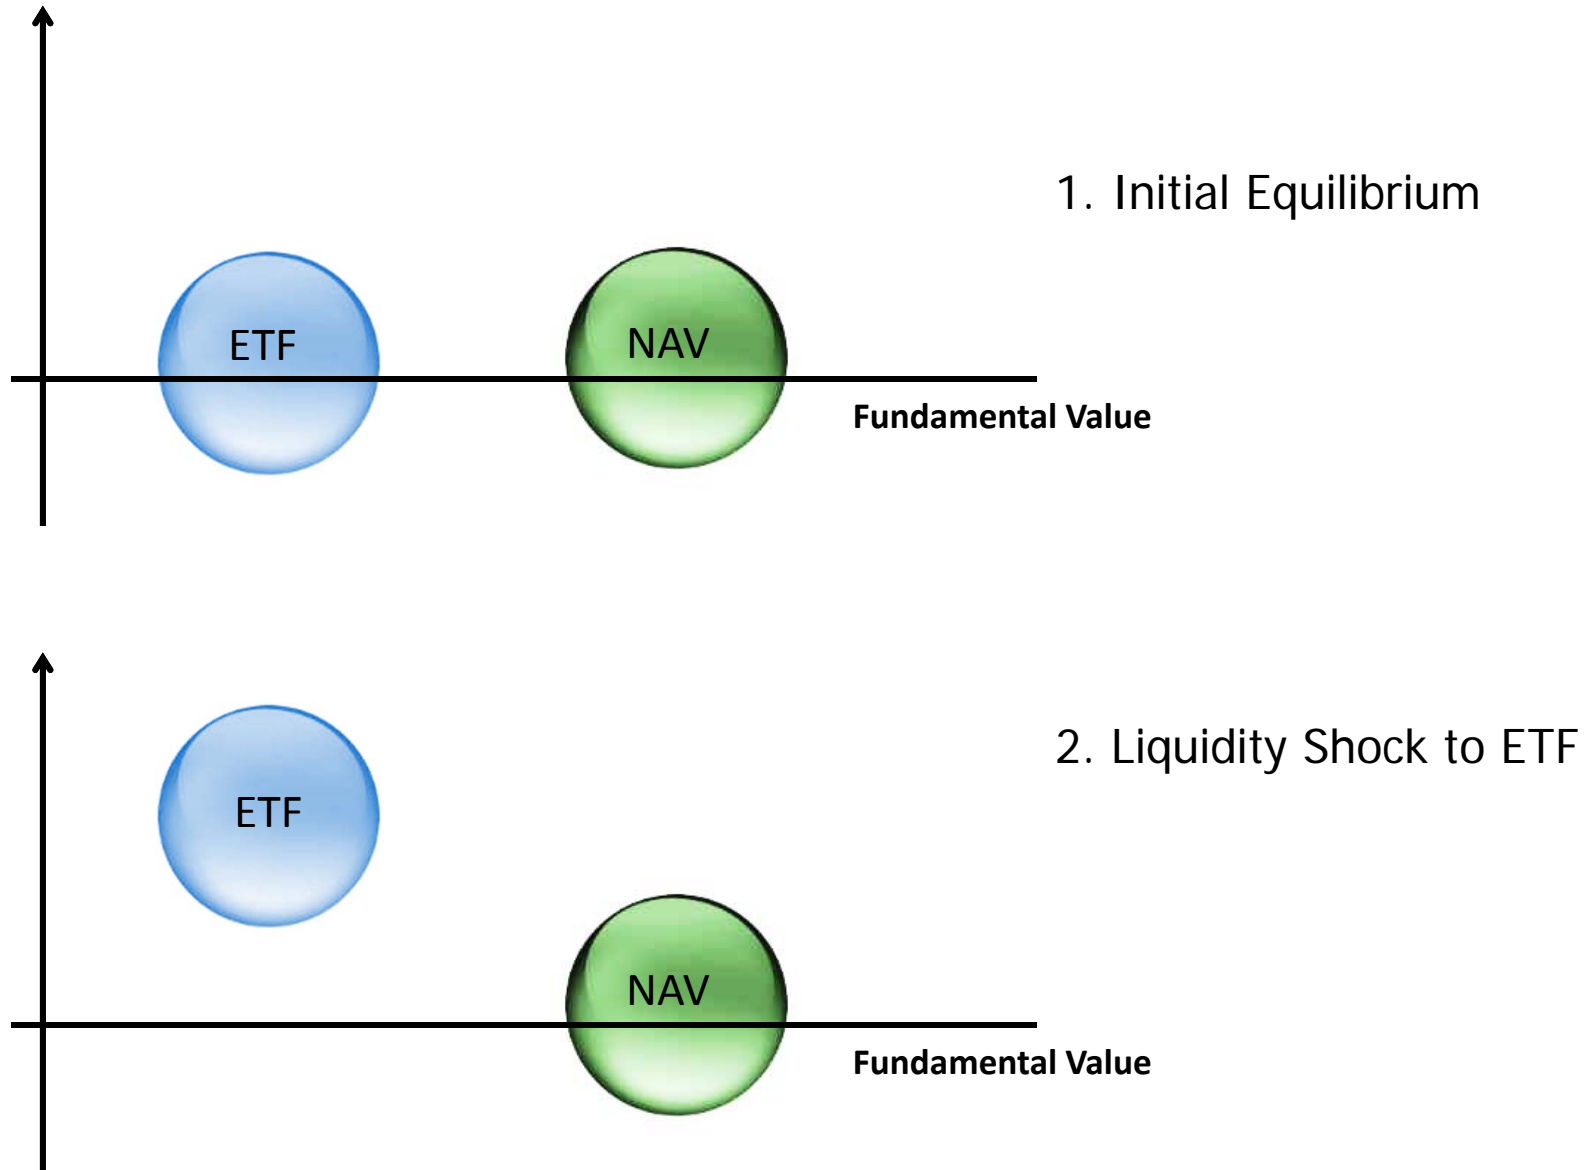 1. Initial Equilibrium
ETF
NAV
Fundamental Value
2. Liquidity Shock to ETF
ETF
NAV
Fundamental Value